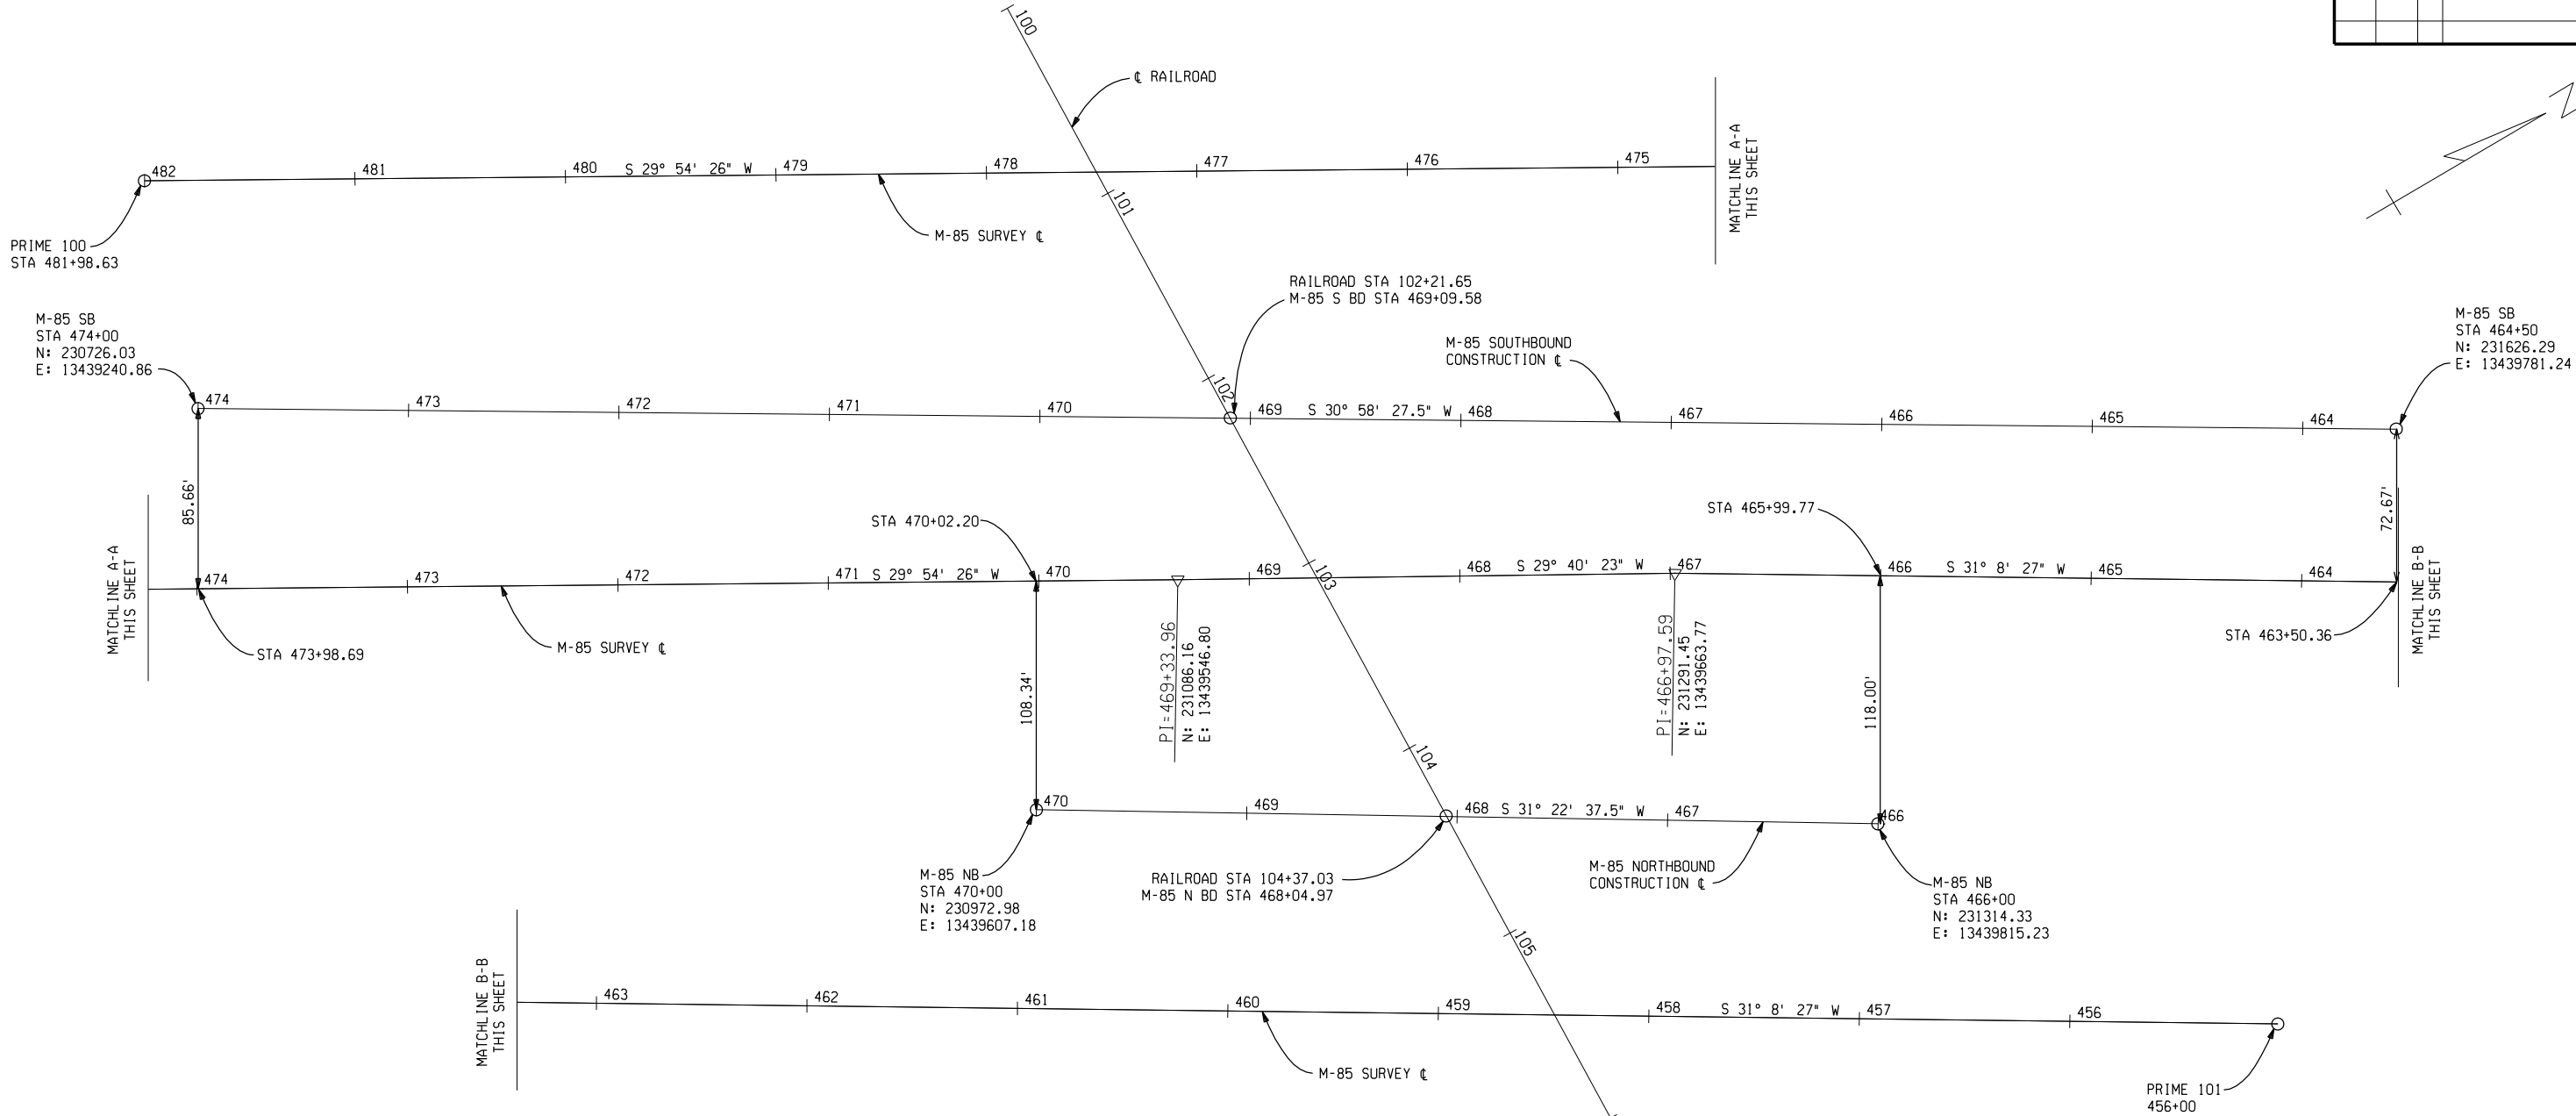 100
℄ RAILROAD
482
481
480
S 29° 54' 26" W
479
478
477
476
475
MATCHLINE A-A
THIS SHEET
N
101
PRIME 100
STA 481+98.63
M-85 SURVEY ℄
RAILROAD STA 102+21.65
M-85 S BD STA 469+09.58
M-85 SB
STA 474+00
N: 230726.03
E: 13439240.86
M-85 SOUTHBOUND
CONSTRUCTION ℄
M-85 SB
STA 464+50
N: 231626.29
E: 13439781.24
102
474
473
472
471
470
469
S 30° 58' 27.5" W
468
467
466
465
464
85.66'
STA 470+02.20
STA 465+99.77
72.67'
MATCHLINE A-A
THIS SHEET
474
473
472
471
S 29° 54' 26" W
470
469
103
468
S 29° 40' 23" W
467
466
S 31° 8' 27" W
465
464
MATCHLINE B-B
THIS SHEET
STA 473+98.69
M-85 SURVEY ℄
STA 463+50.36
108.34'
PI=469+33.96
N: 231086.16
E: 13439546.80
PI=466+97.59
N: 231291.45
E: 13439663.77
118.00'
104
470
469
468
S 31° 22' 37.5" W
467
466
M-85 NB
STA 470+00
N: 230972.98
E: 13439607.18
RAILROAD STA 104+37.03
M-85 N BD STA 468+04.97
M-85 NORTHBOUND
CONSTRUCTION ℄
M-85 NB
STA 466+00
N: 231314.33
E: 13439815.23
105
MATCHLINE B-B
THIS SHEET
463
462
461
460
459
458
S 31° 8' 27" W
457
456
M-85 SURVEY ℄
PRIME 101
456+00